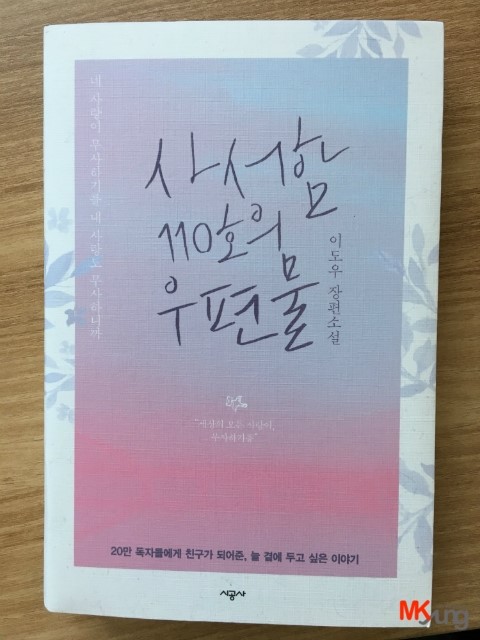 네 사랑이 무사하기를 내 사랑도 무사하니까
사서함
110호의
우편물
이도우 장편소설
"세상의 모든 사랑이,
무사하기를"
20만 독자들에게 친구가 되어준, 늘 곁에 두고 싶은 이야기
시공사
MKyung